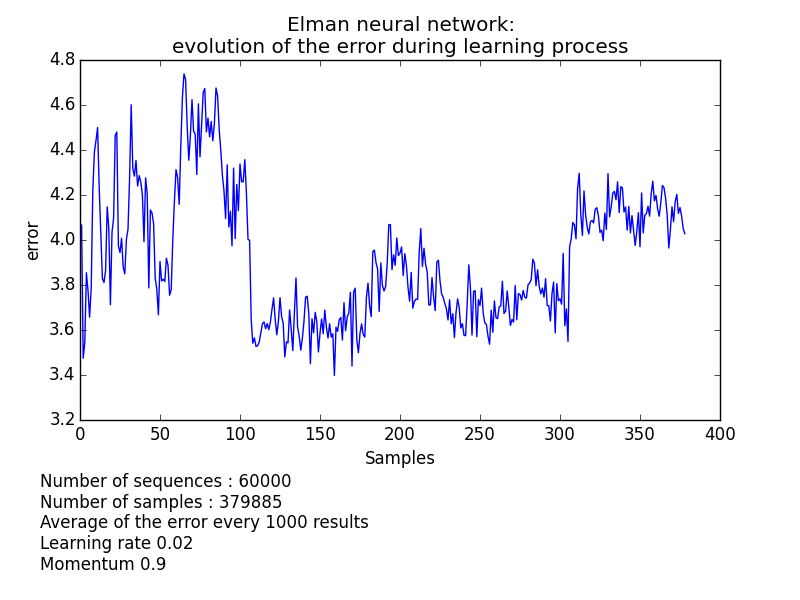 Elman neural network:
evolution of the error during learning process
4.8
4.6
4.4
4.2
4.0
3.8
3.6
3.4
3.2
error
0 50 100 150 200 250 300 350 400
Samples
Number of sequences : 60000
Number of samples : 379885
Average of the error every 1000 results
Learning rate 0.02
Momentum 0.9